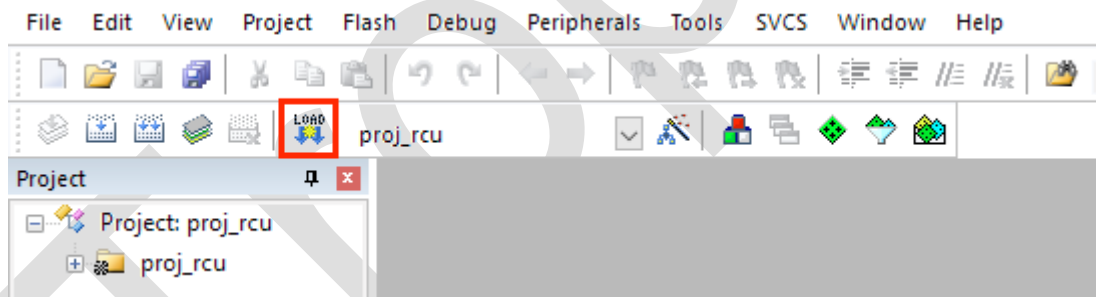 File Edit View Project Flash Debug Peripherals Tools SVCS Window Help
LOAD
proj_rcu
Project
Project: proj_rcu
proj_rcu